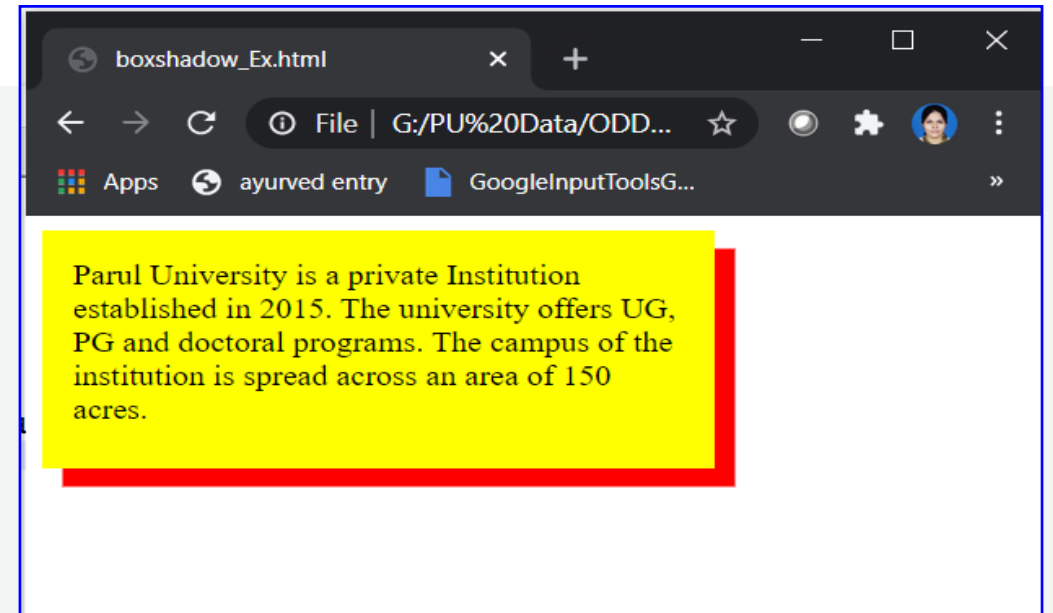 boxshadow_Ex.html
File | G:/PU%20Data/ODD...
Apps ayurved entry GoogleInputToolsG... »
Parul University is a private Institution
established in 2015. The university offers UG,
PG and doctoral programs. The campus of the
institution is spread across an area of 150
acres.